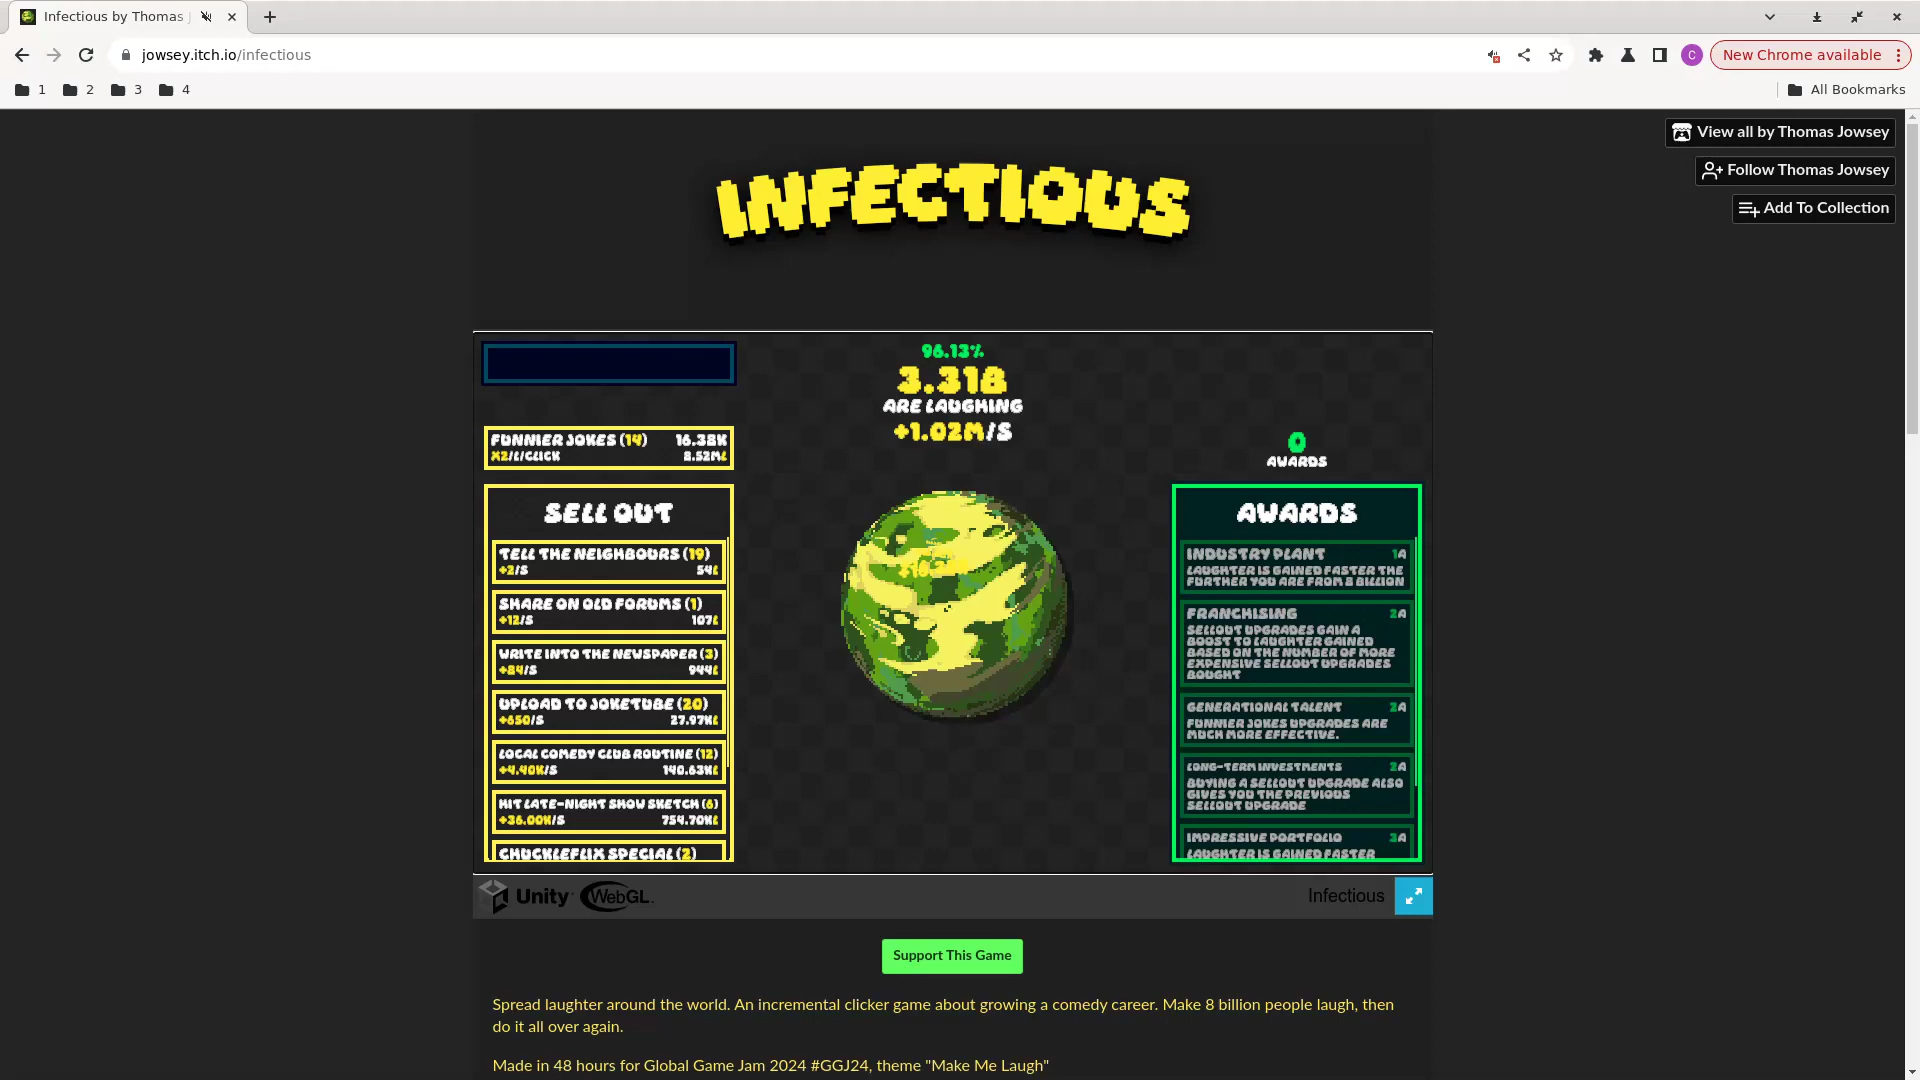 Infectious by Thomas J
jowsey.itch.io/infectious
C
New Chrome available
1
2
3
4
All Bookmarks
View all by Thomas Jowsey
Follow Thomas Jowsey
Add To Collection
INFECTIOUS
96.13%
3.31B
ARE LAUGHING
+1.02M/S
FUNNIER JOKES (14) 16.38K
X2/L/CLICK 8.52ML
SELL OUT
TELL THE NEIGHBOURS (19)
+2/S 54L
SHARE ON OLD FORUMS (1)
+12/S 107L
WRITE INTO THE NEWSPAPER (3)
+84/S 944L
UPLOAD TO JOKETUBE (20)
+650/S 27.97KL
LOCAL COMEDY CLUB ROUTINE (12)
+4.40K/S 140.63KL
HIT LATE-NIGHT SHOW SKETCH (6)
+36.00K/S 754.70KL
CHUCKLEFLIX SPECIAL (2)
0
AWARDS
AWARDS
INDUSTRY PLANT 1A
LAUGHTER IS GAINED FASTER THE
FURTHER YOU ARE FROM 8 BILLION
FRANCHISING 2A
SELLOUT UPGRADES GAIN A
BOOST TO LAUGHTER GAINED
BASED ON THE NUMBER OF MORE
EXPENSIVE SELLOUT UPGRADES
BOUGHT
GENERATIONAL TALENT 2A
FUNNIER JOKES UPGRADES ARE
MUCH MORE EFFECTIVE.
LONG-TERM INVESTMENTS 2A
BUYING A SELLOUT UPGRADE ALSO
GIVES YOU THE PREVIOUS
SELLOUT UPGRADE
IMPRESSIVE PORTFOLIO 3A
LAUGHTER IS GAINED FASTER
Unity WebGL
Infectious
Support This Game
Spread laughter around the world. An incremental clicker game about growing a comedy career. Make 8 billion people laugh, then
do it all over again.
Made in 48 hours for Global Game Jam 2024 #GGJ24, theme "Make Me Laugh"